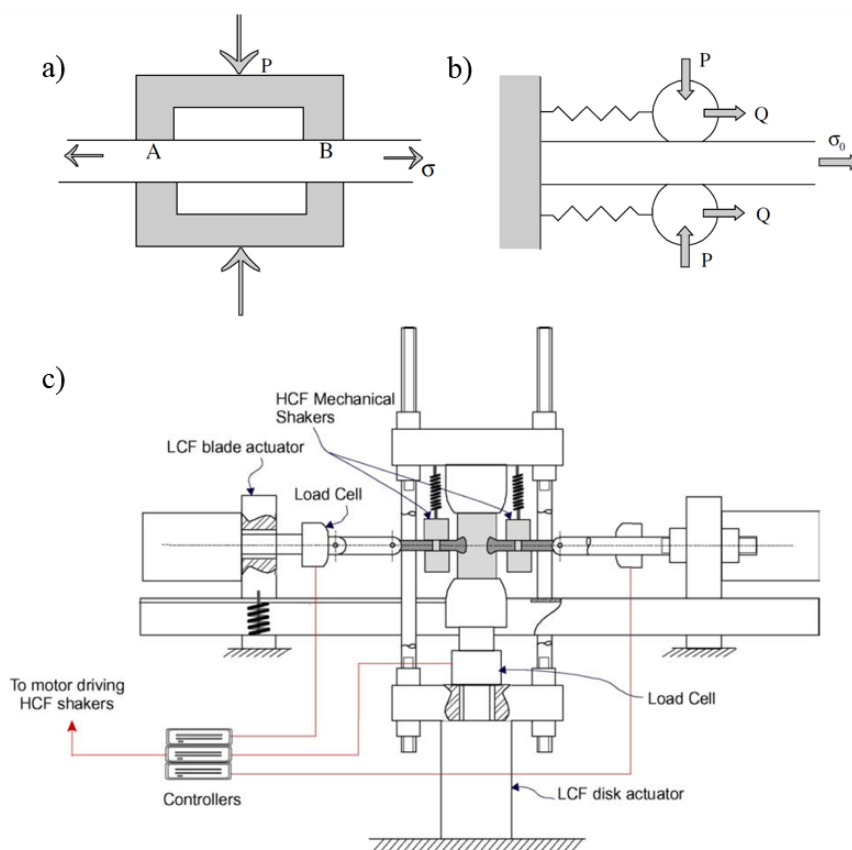 a)
P
A
B
σ
b)
P
Q
σ₀
Q
P
c)
HCF Mechanical
Shakers
LCF blade actuator
Load Cell
To motor driving
HCF shakers
Load Cell
Controllers
LCF disk actuator